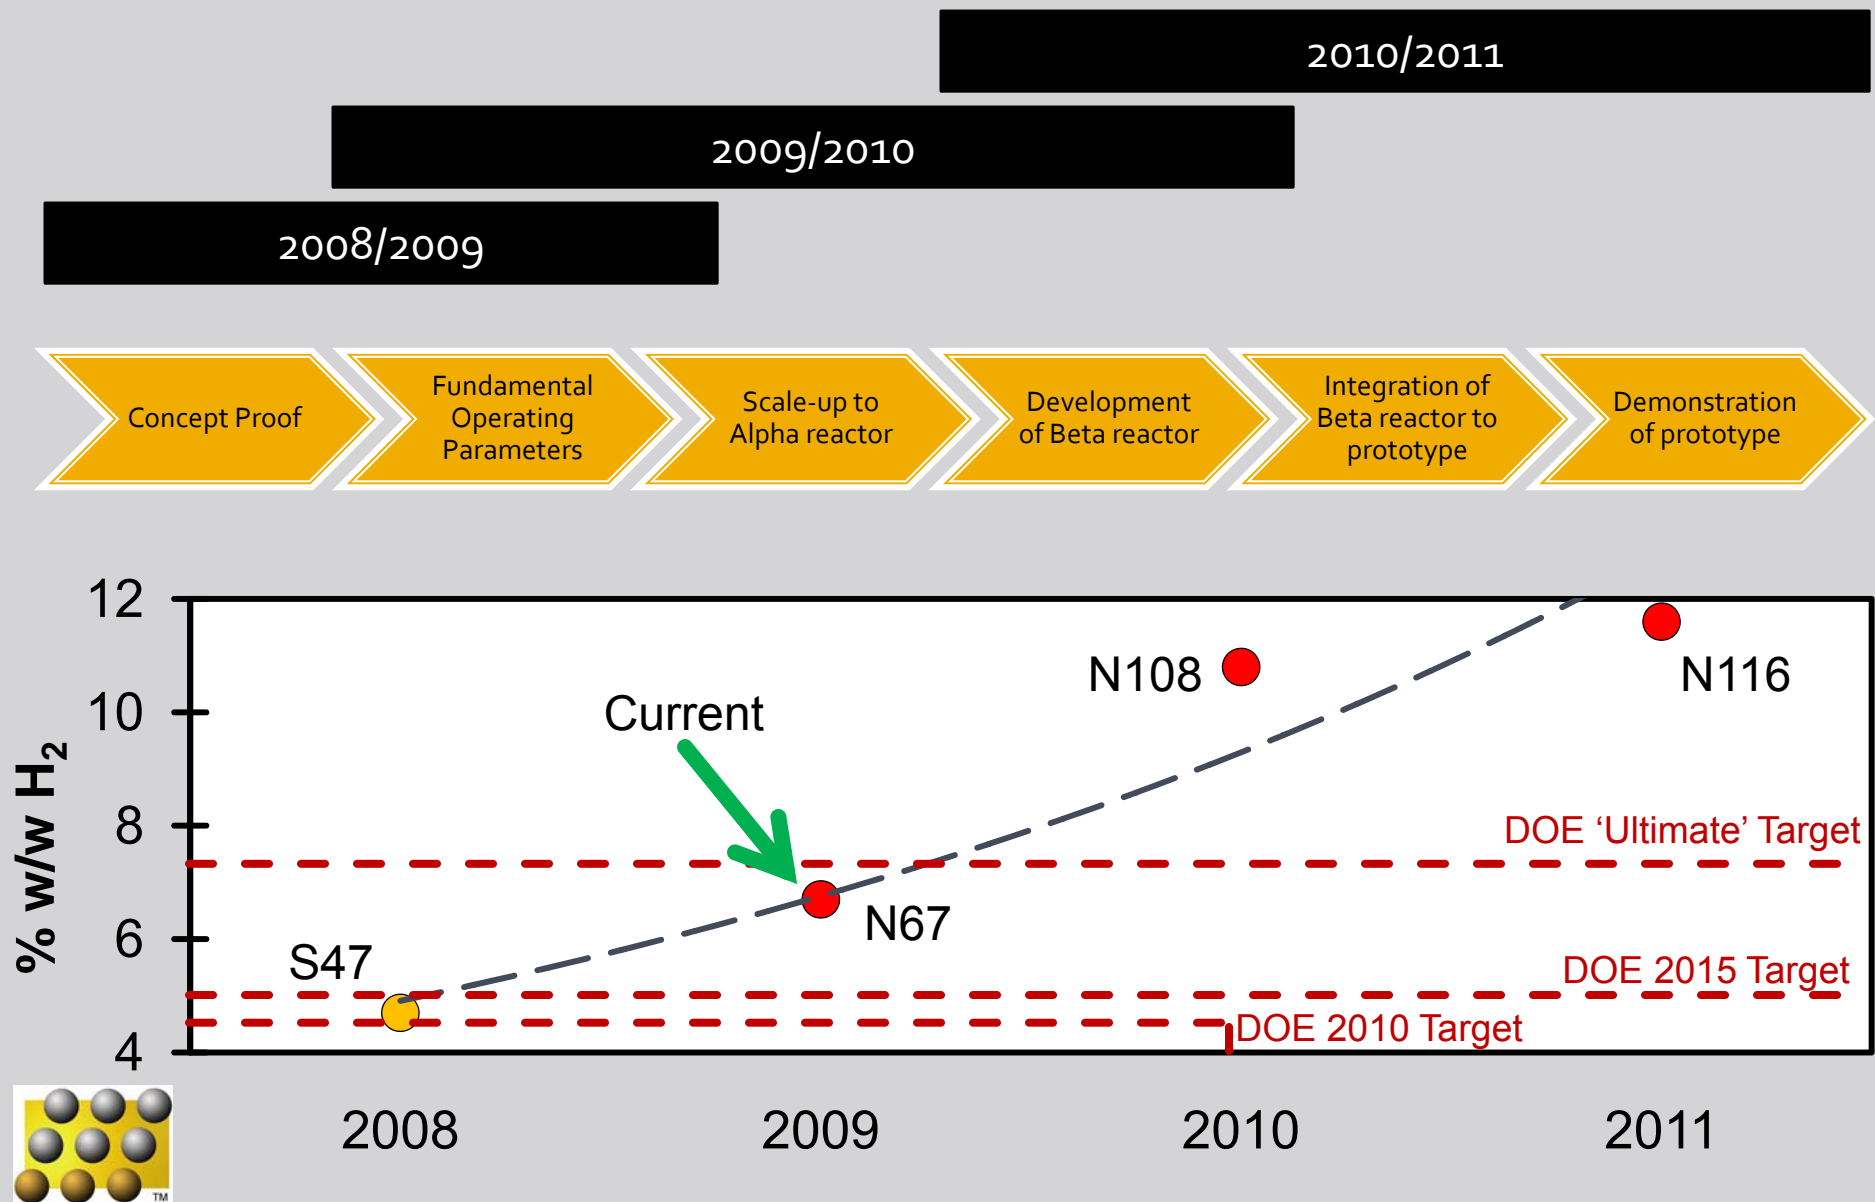 2010/2011
2009/2010
2008/2009
Concept Proof
Fundamental
Operating
Parameters
Scale-up to
Alpha reactor
Development
of Beta reactor
Integration of
Beta reactor to
prototype
Demonstration
of prototype
12
10
8
6
4
% w/w H₂
Current
S47
N67
N108
N116
DOE ‘Ultimate’ Target
DOE 2015 Target
DOE 2010 Target
2008
2009
2010
2011
TM